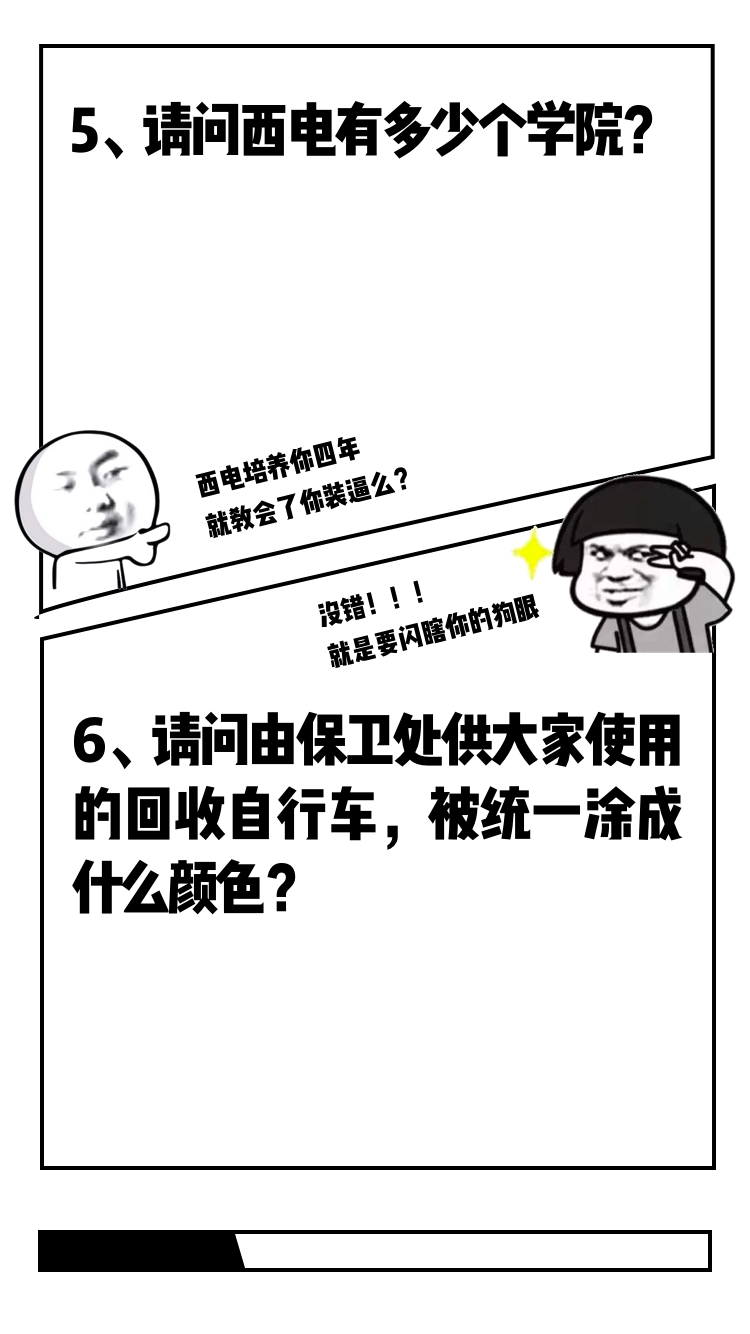 5、请问西电有多少个学院？
西电培养你四年
就教会了你装逼么？
没错！！！
就是要闪瞎你的狗眼
6、请问由保卫处供大家使用
的回收自行车，被统一涂成
什么颜色？